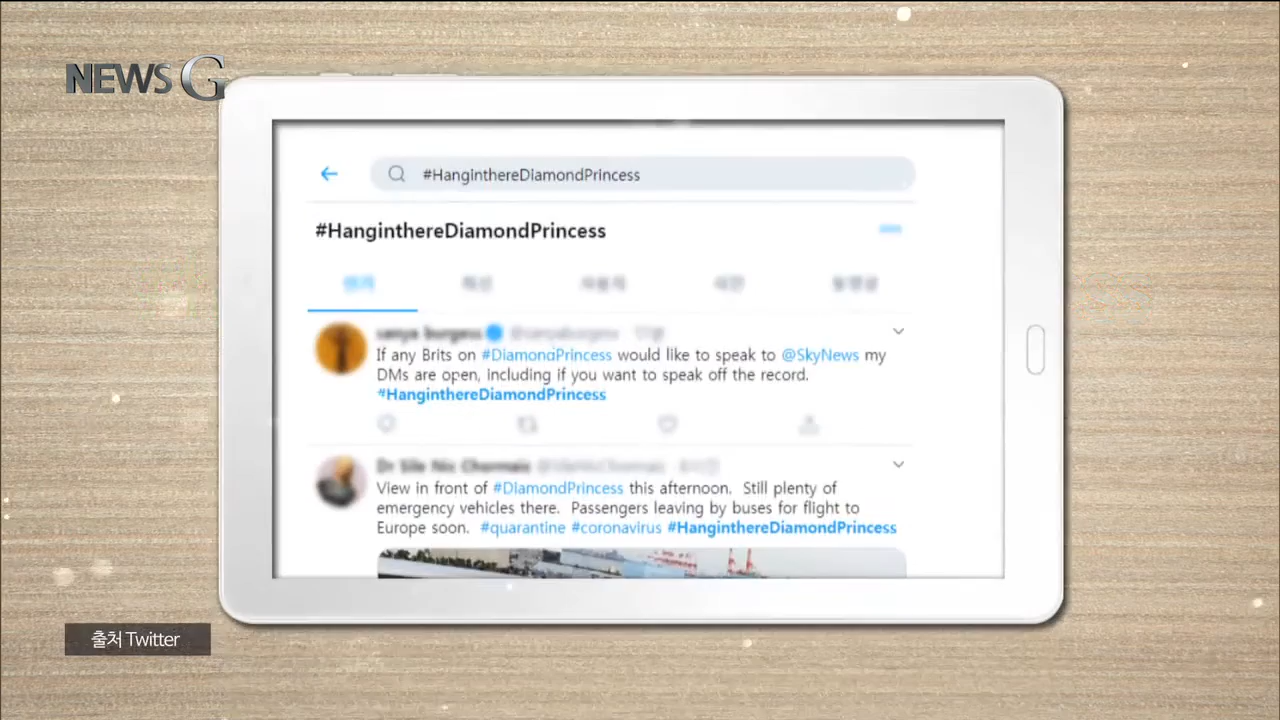 NEWS G
#HanginthereDiamondPrincess
#HanginthereDiamondPrincess
If any Brits on #DiamondPrincess would like to speak to @SkyNews my
DMs are open, including if you want to speak off the record.
#HanginthereDiamondPrincess
View in front of #DiamondPrincess this afternoon. Still plenty of
emergency vehicles there. Passengers leaving by buses for flight to
Europe soon. #quarantine #coronavirus #HanginthereDiamondPrincess
출처 Twitter